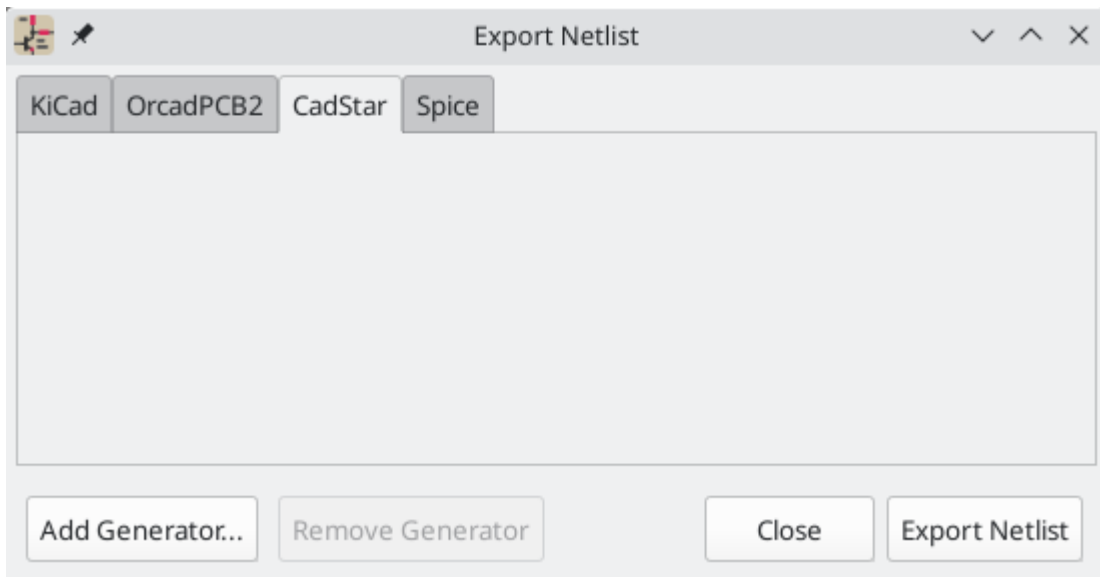 Export Netlist
KiCad OrcadPCB2 CadStar Spice
Add Generator... Remove Generator Close Export Netlist